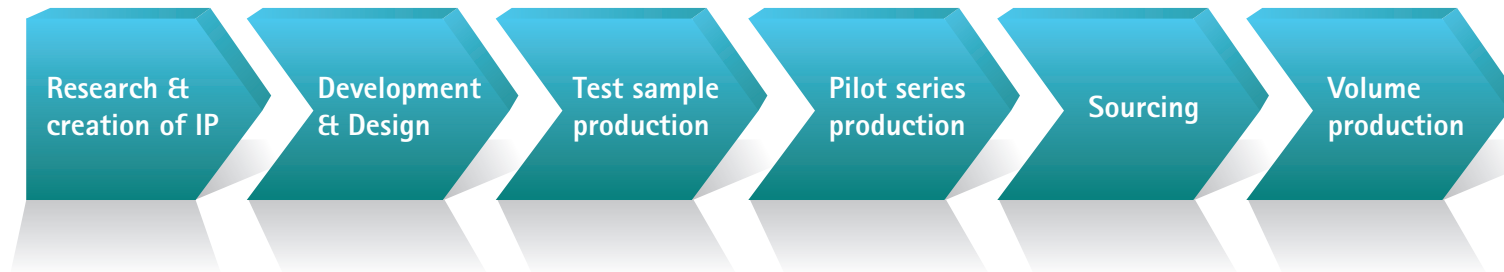 Research &
creation of IP
Development
& Design
Test sample
production
Pilot series
production
Sourcing
Volume
production